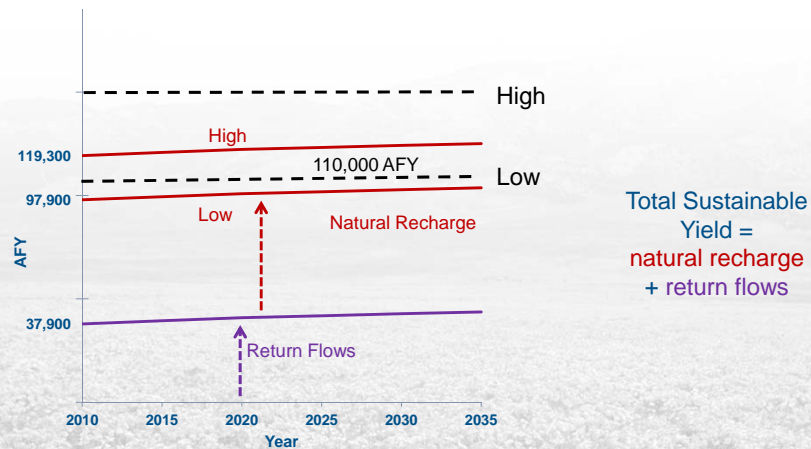 High
High
119,300
110,000 AFY
Low
97,900
Low
Natural Recharge
AFY
37,900
Return Flows
2010 2015 2020 2025 2030 2035
Year
Total Sustainable
Yield =
natural recharge
+ return flows